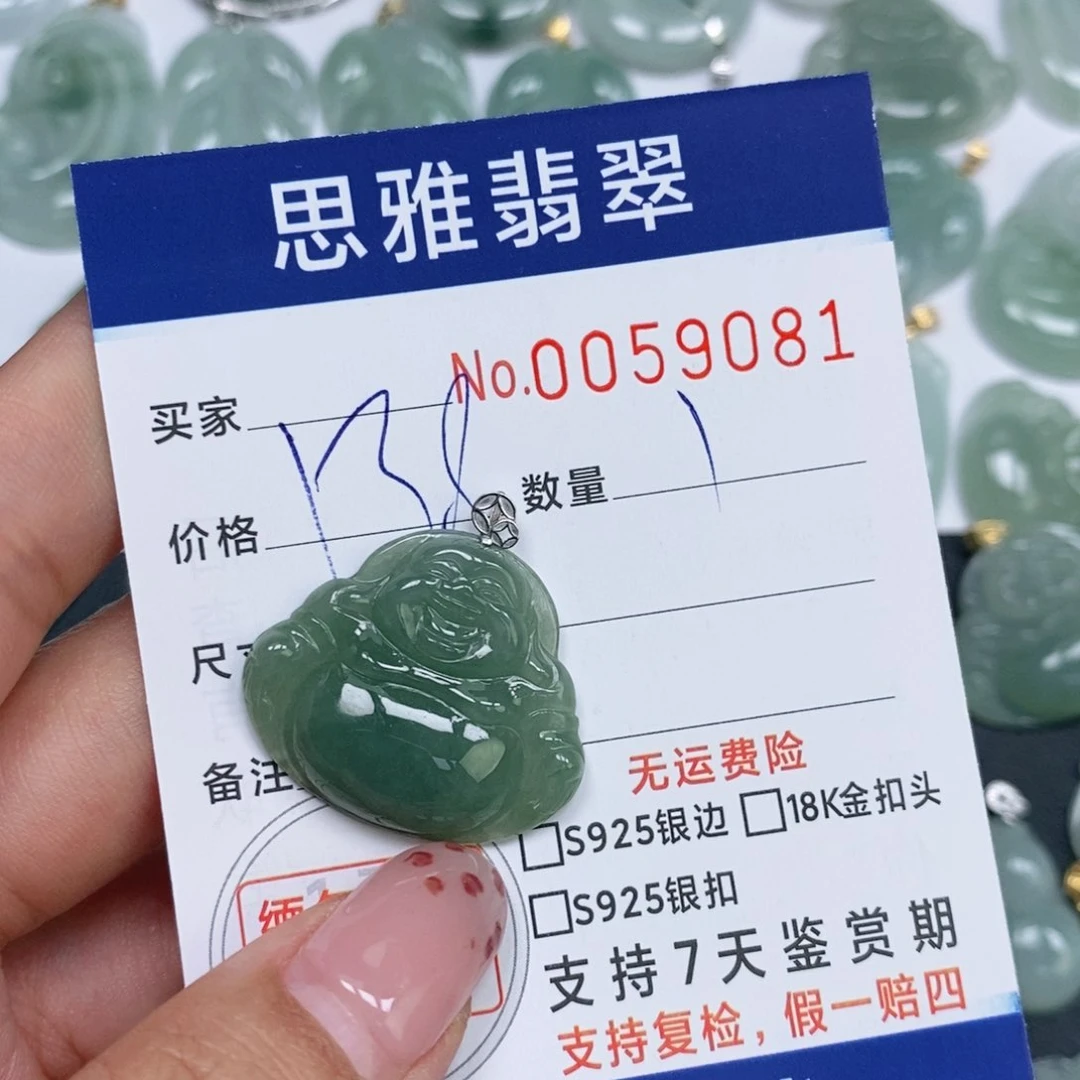 思雅翡翠
No.0059081
买家
价格
数量
尺
备注
无运费险
□S925银边 □18K金扣头
□S925银扣
支持7天鉴赏期
支持复检，假一赔四